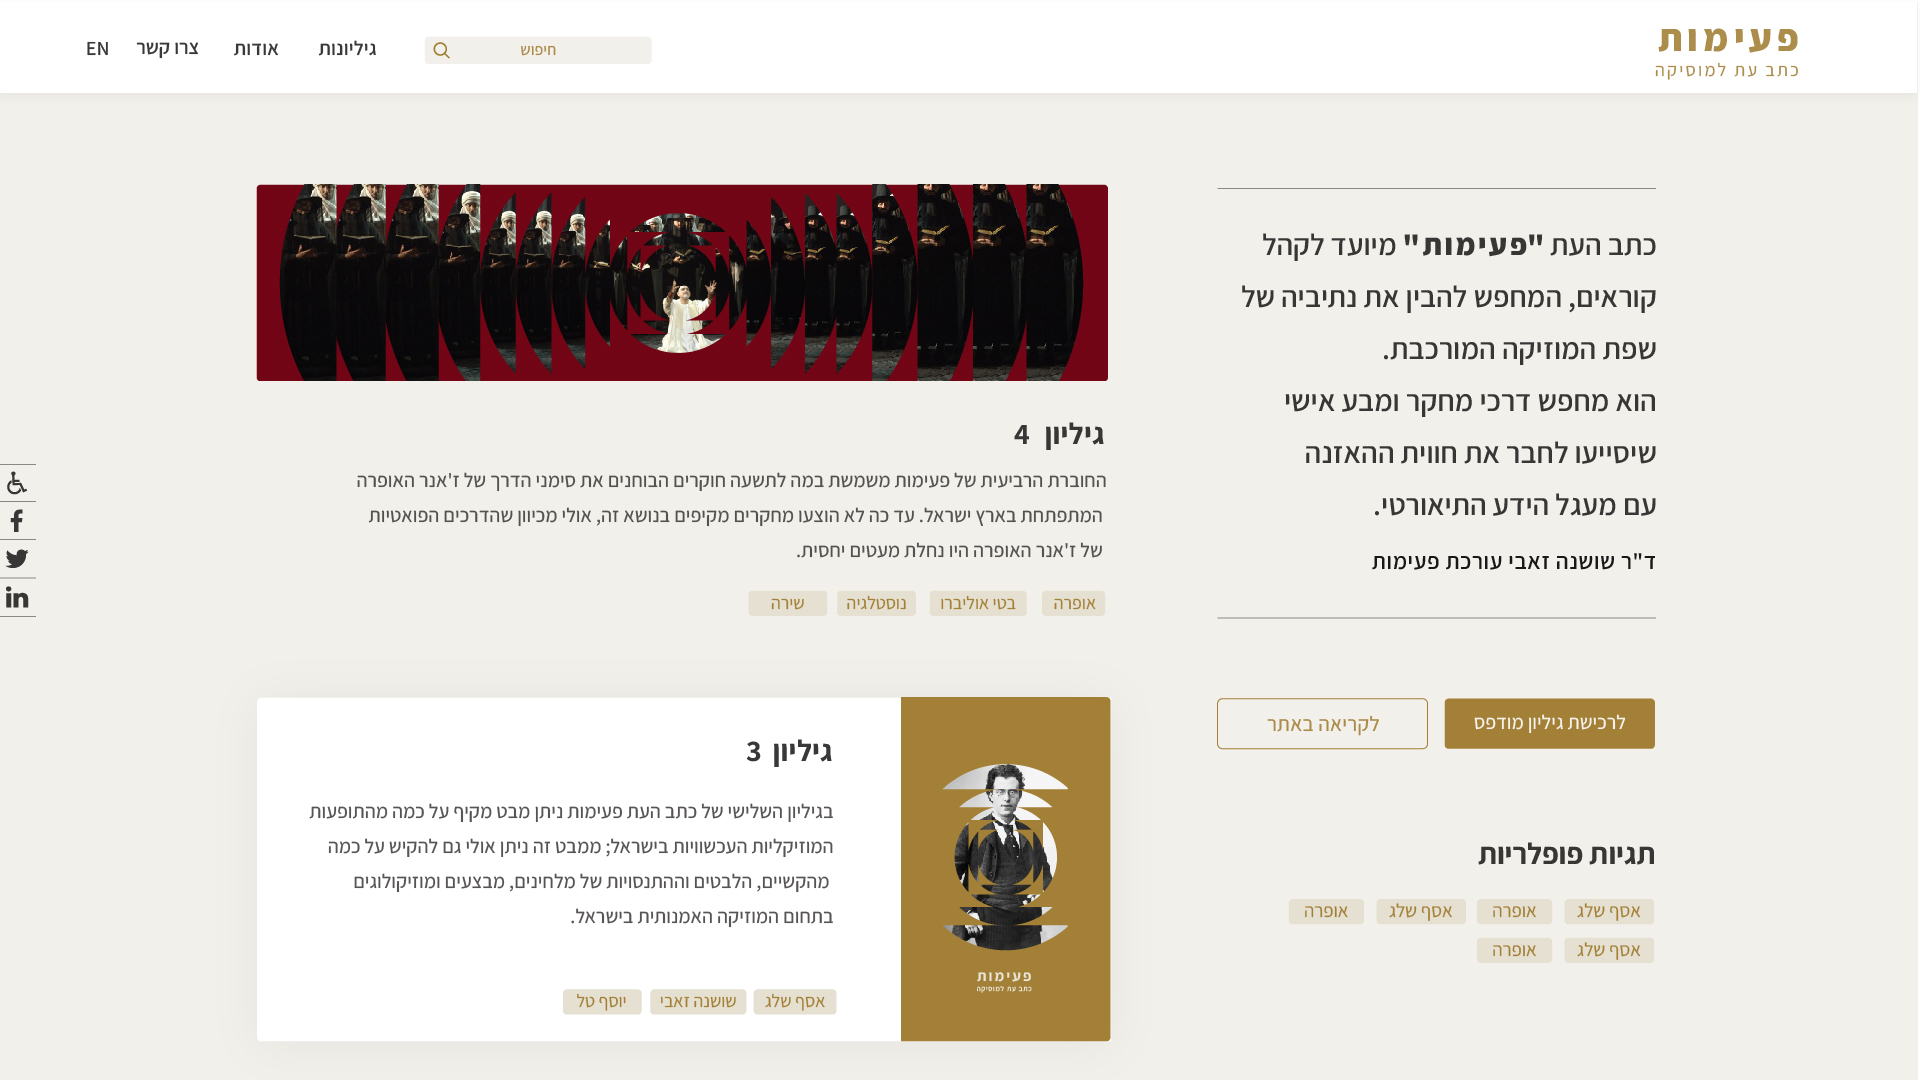 פעימות
כתב עת למוסיקה
חיפוש
גיליונות
אודות
צרו קשר
EN
כתב העת "פעימות" מיועד לקהל
קוראים, המחפש להבין את נתיביה של
שפת המוזיקה המורכבת.
הוא מחפש דרכי מחקר ומבע אישי
שיסייעו לחבר את חווית ההאזנה
עם מעגל הידע התיאורטי.
ד"ר שושנה זאבי עורכת פעימות
לרכישת גיליון מודפס
לקריאה באתר
תגיות פופלריות
אסף שלג
אופרה
אסף שלג
אופרה
אסף שלג
אופרה
גיליון 4
החוברת הרביעית של פעימות משמשת במה לתשעה חוקרים הבוחנים את סימני הדרך של ז'אנר האופרה
המתפתחת בארץ ישראל. עד כה לא הוצעו מחקרים מקיפים בנושא זה, אולי מכיוון שהדרכים הפואטיות
של ז'אנר האופרה היו נחלת מעטים יחסית.
אופרה
בטי אוליברו
נוסטלגיה
שירה
פעימות
כתב עת למוסיקה
גיליון 3
בגיליון השלישי של כתב העת פעימות ניתן מבט מקיף על כמה מהתופעות
המוזיקליות העכשוויות בישראל; ממבט זה ניתן אולי גם להקיש על כמה
מהקשיים, הלבטים וההתנסויות של מלחינים, מבצעים ומוזיקולוגים
בתחום המוזיקה האמנותית בישראל.
אסף שלג
שושנה זאבי
יוסף טל